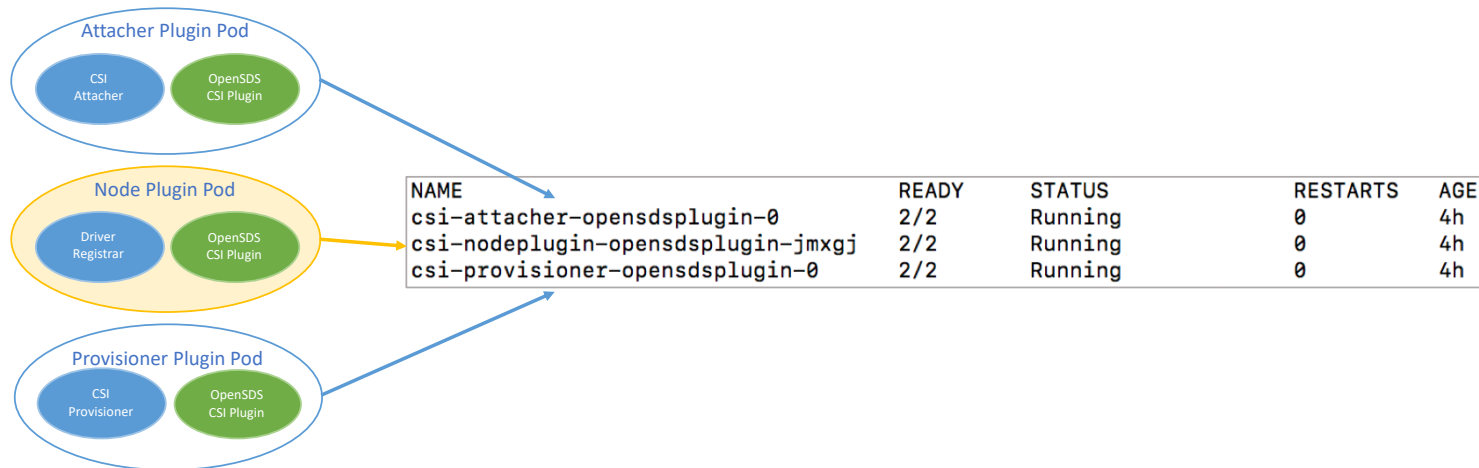 Attacher Plugin Pod
CSI
Attacher
OpenSDS
CSI Plugin
Node Plugin Pod
Driver
Registrar
OpenSDS
CSI Plugin
Provisioner Plugin Pod
CSI
Provisioner
OpenSDS
CSI Plugin
NAME READY STATUS RESTARTS AGE
csi-attacher-opensdsplugin-0 2/2 Running 0 4h
csi-nodeplugin-opensdsplugin-jmxgj 2/2 Running 0 4h
csi-provisioner-opensdsplugin-0 2/2 Running 0 4h